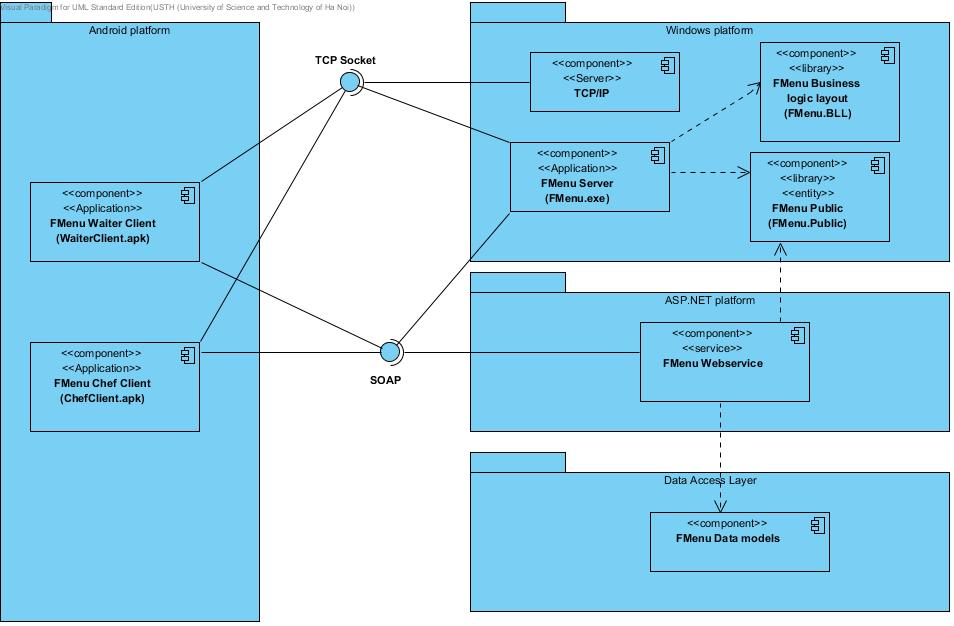 Visual Paradigm for UML Standard Edition(USTH (University of Science and Technology of Ha Noi))
Android platform
<<component>>
<<Application>>
FMenu Waiter Client
(WaiterClient.apk)
<<component>>
<<Application>>
FMenu Chef Client
(ChefClient.apk)
TCP Socket
SOAP
Windows platform
<<component>>
<<Server>>
TCP/IP
<<component>>
<<library>>
FMenu Business
logic layout
(FMenu.BLL)
<<component>>
<<Application>>
FMenu Server
(FMenu.exe)
<<component>>
<<library>>
<<entity>>
FMenu Public
(FMenu.Public)
ASP.NET platform
<<component>>
<<service>>
FMenu Webservice
Data Access Layer
<<component>>
FMenu Data models